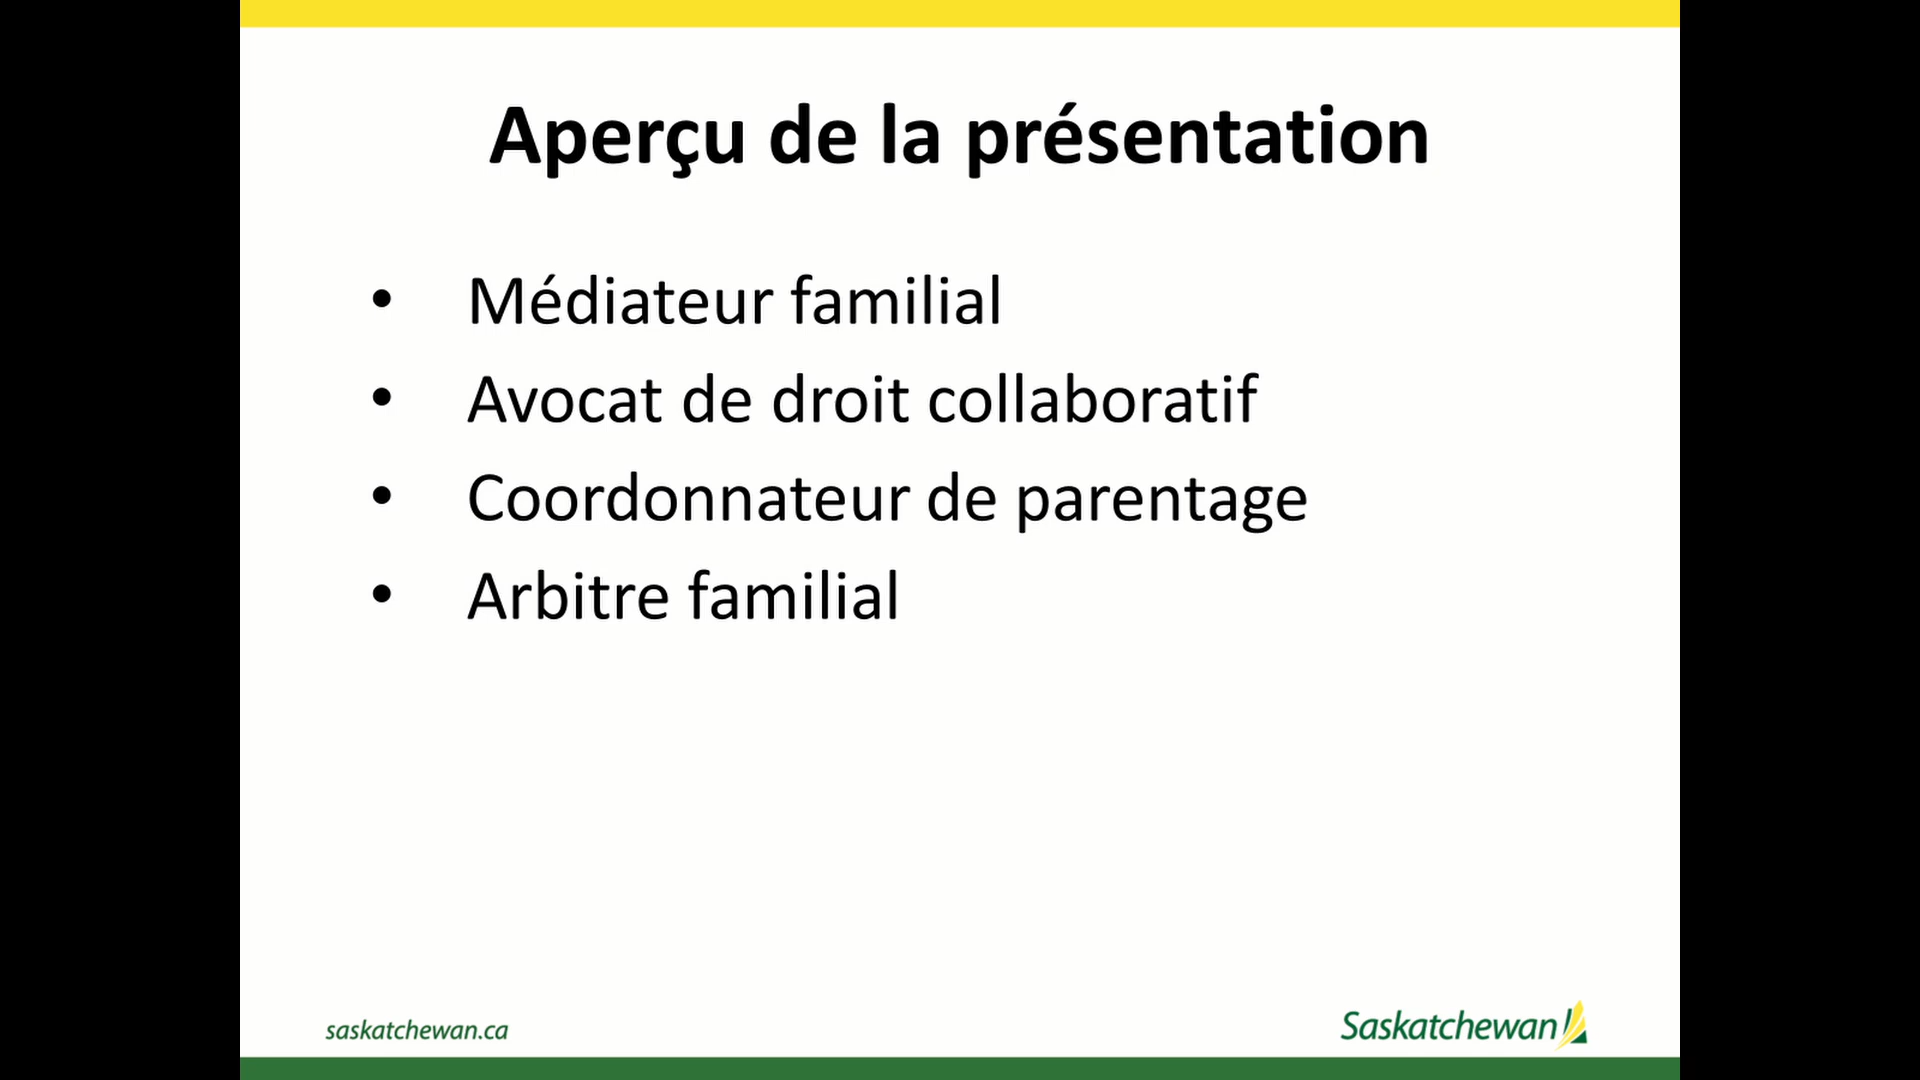 Aperçu de la présentation
• Médiateur familial
• Avocat de droit collaboratif
• Coordonnateur de parentage
• Arbitre familial
saskatchewan.ca
Saskatchewan